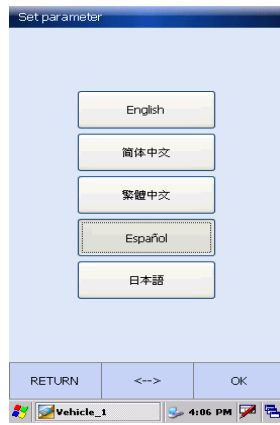 Set parameter
English
简体中文
繁體中文
Español
日本語
RETURN
<-->
OK
Vehicle_1
4:06 PM